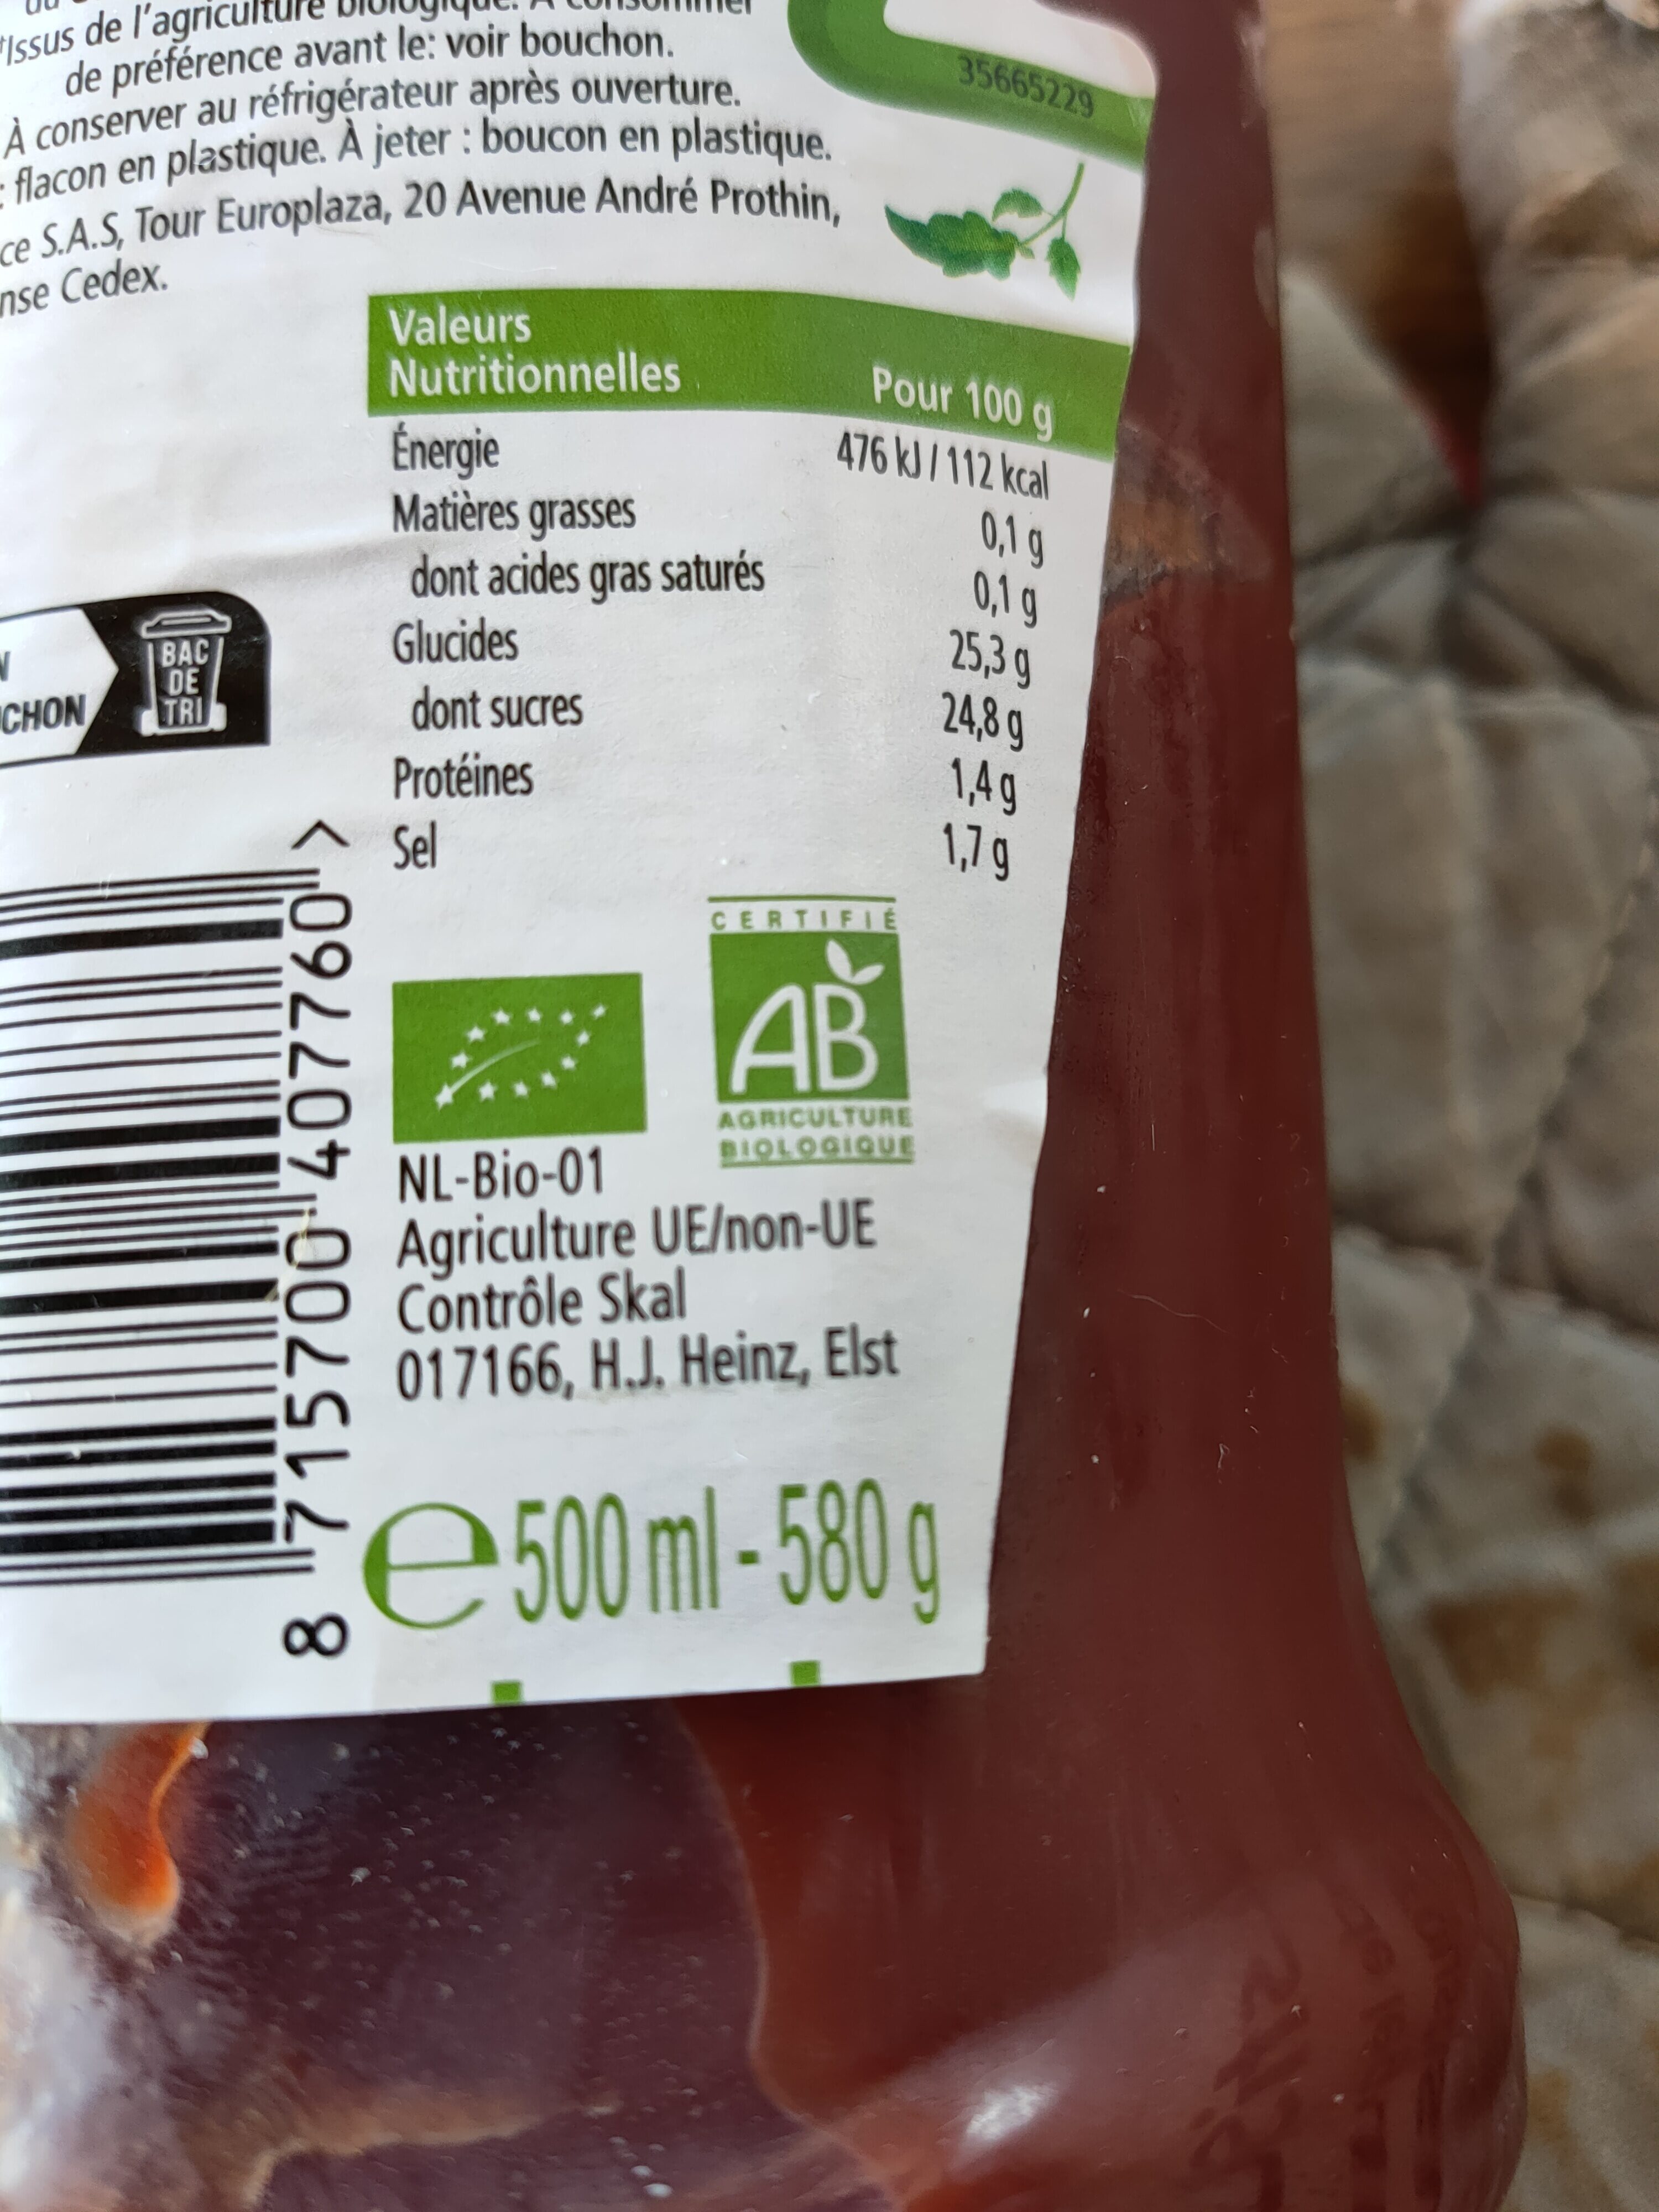 *Issus de l'agriculture biologique. À consommer
de préférence avant le: voir bouchon.
À conserver au réfrigérateur après ouverture.
: flacon en plastique. À jeter : boucon en plastique.
ce S.A.S, Tour Europlaza, 20 Avenue André Prothin,
nse Cedex.
35665229
Valeurs
Nutritionnelles Pour 100 g
Énergie 476 kJ / 112 kcal
Matières grasses 0,1 g
dont acides gras saturés 0,1 g
Glucides 25,3 g
dont sucres 24,8 g
Protéines 1,4 g
Sel 1,7 g
CHON
BAC
DE
TRI
8 715700 407760 >
CERTIFIÉ
AB
AGRICULTURE
BIOLOGIQUE
NL-Bio-01
Agriculture UE/non-UE
Contrôle Skal
017166, H.J. Heinz, Elst
e 500 ml - 580 g